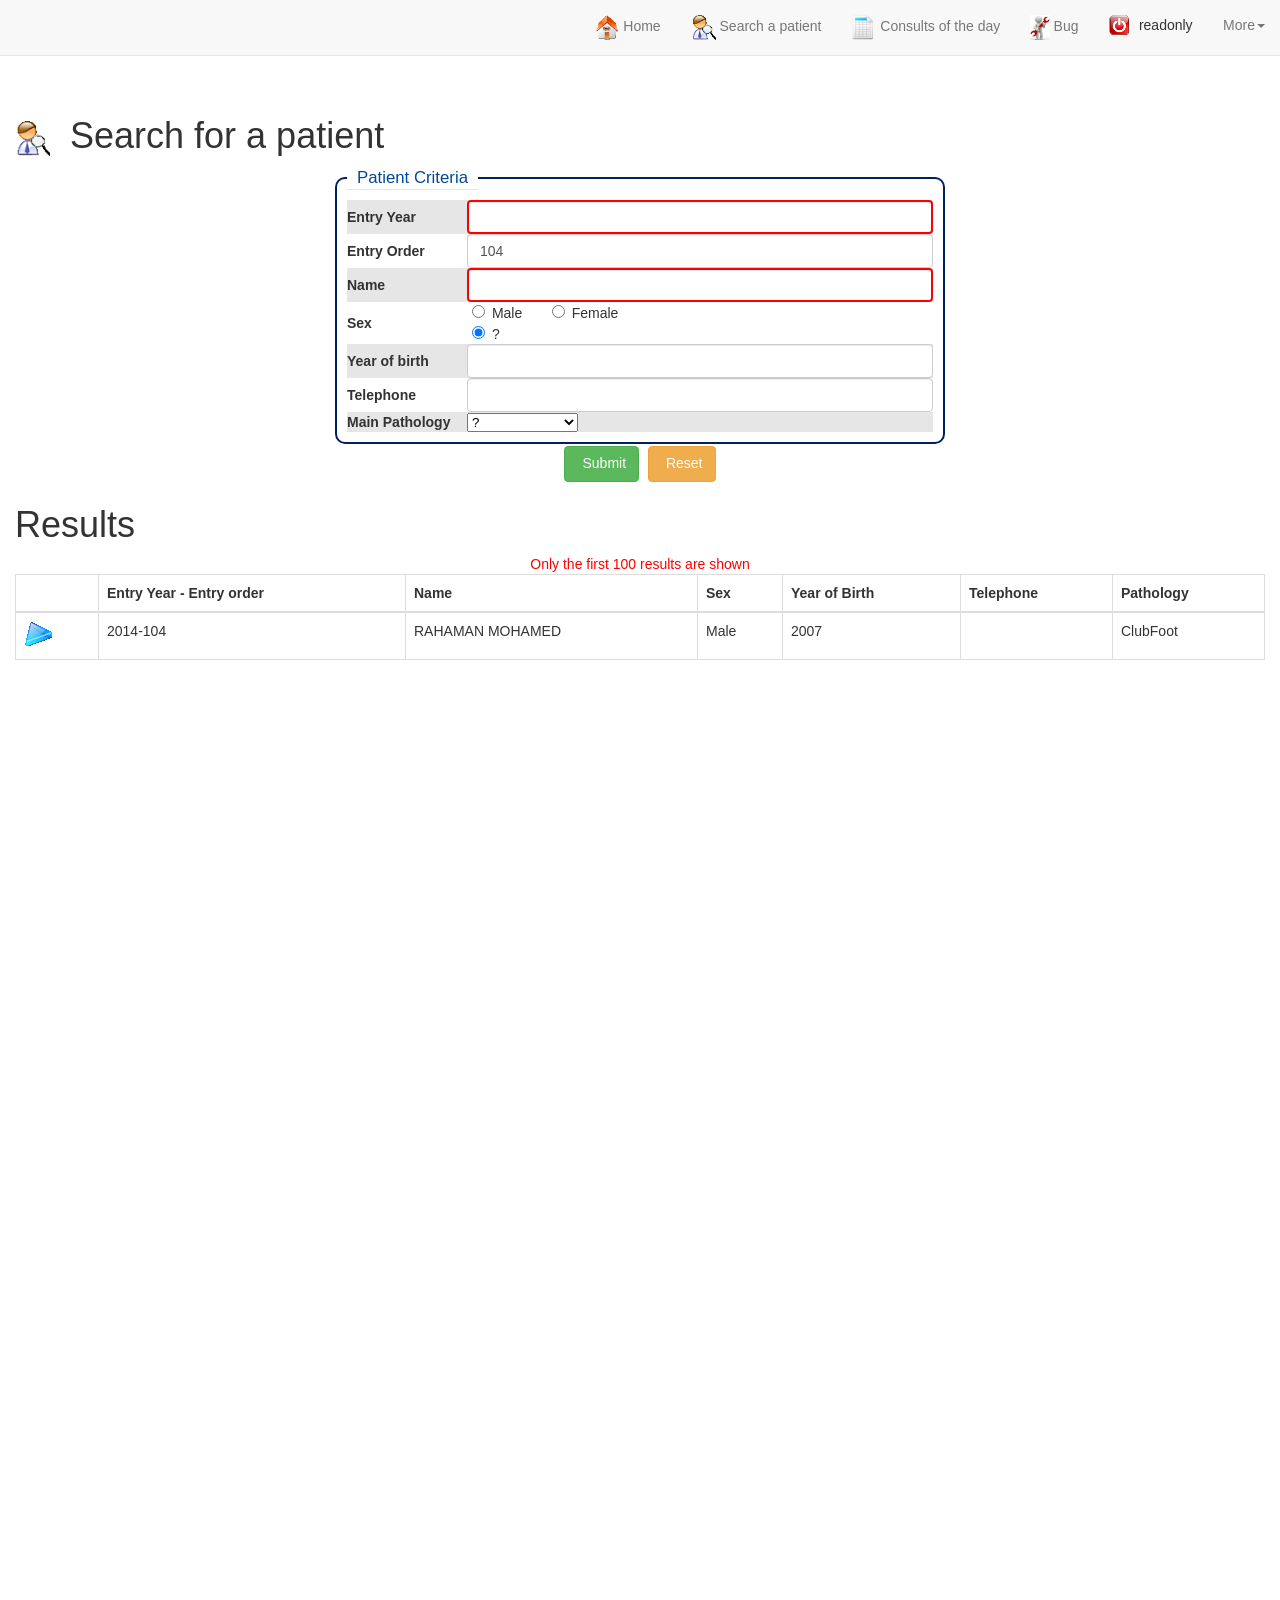 Home Search a patient Consults of the day Bug readonly More
Search for a patient
Patient Criteria
Entry Year
Entry Order 104
Name
Sex Male Female
?
Year of birth
Telephone
Main Pathology ?
Submit Reset
Results
Only the first 100 results are shown
Entry Year - Entry order Name Sex Year of Birth Telephone Pathology
2014-104 RAHAMAN MOHAMED Male 2007 ClubFoot